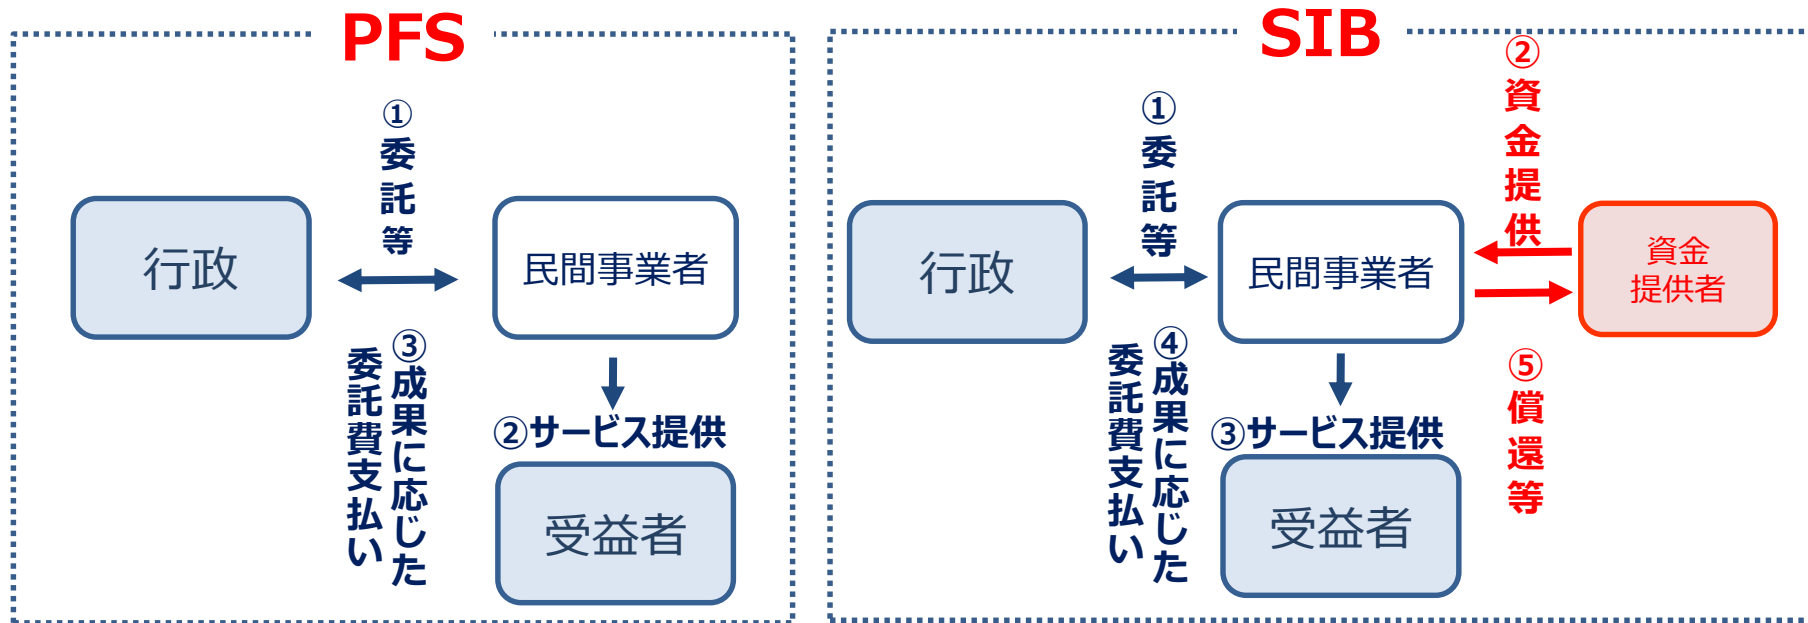 PFS
①委託等
行政
民間事業者
③成果に応じた
委託費支払い
②サービス提供
受益者
SIB
①委託等
②資金提供
行政
民間事業者
資金
提供者
④成果に応じた
委託費支払い
③サービス提供
⑤償還等
受益者